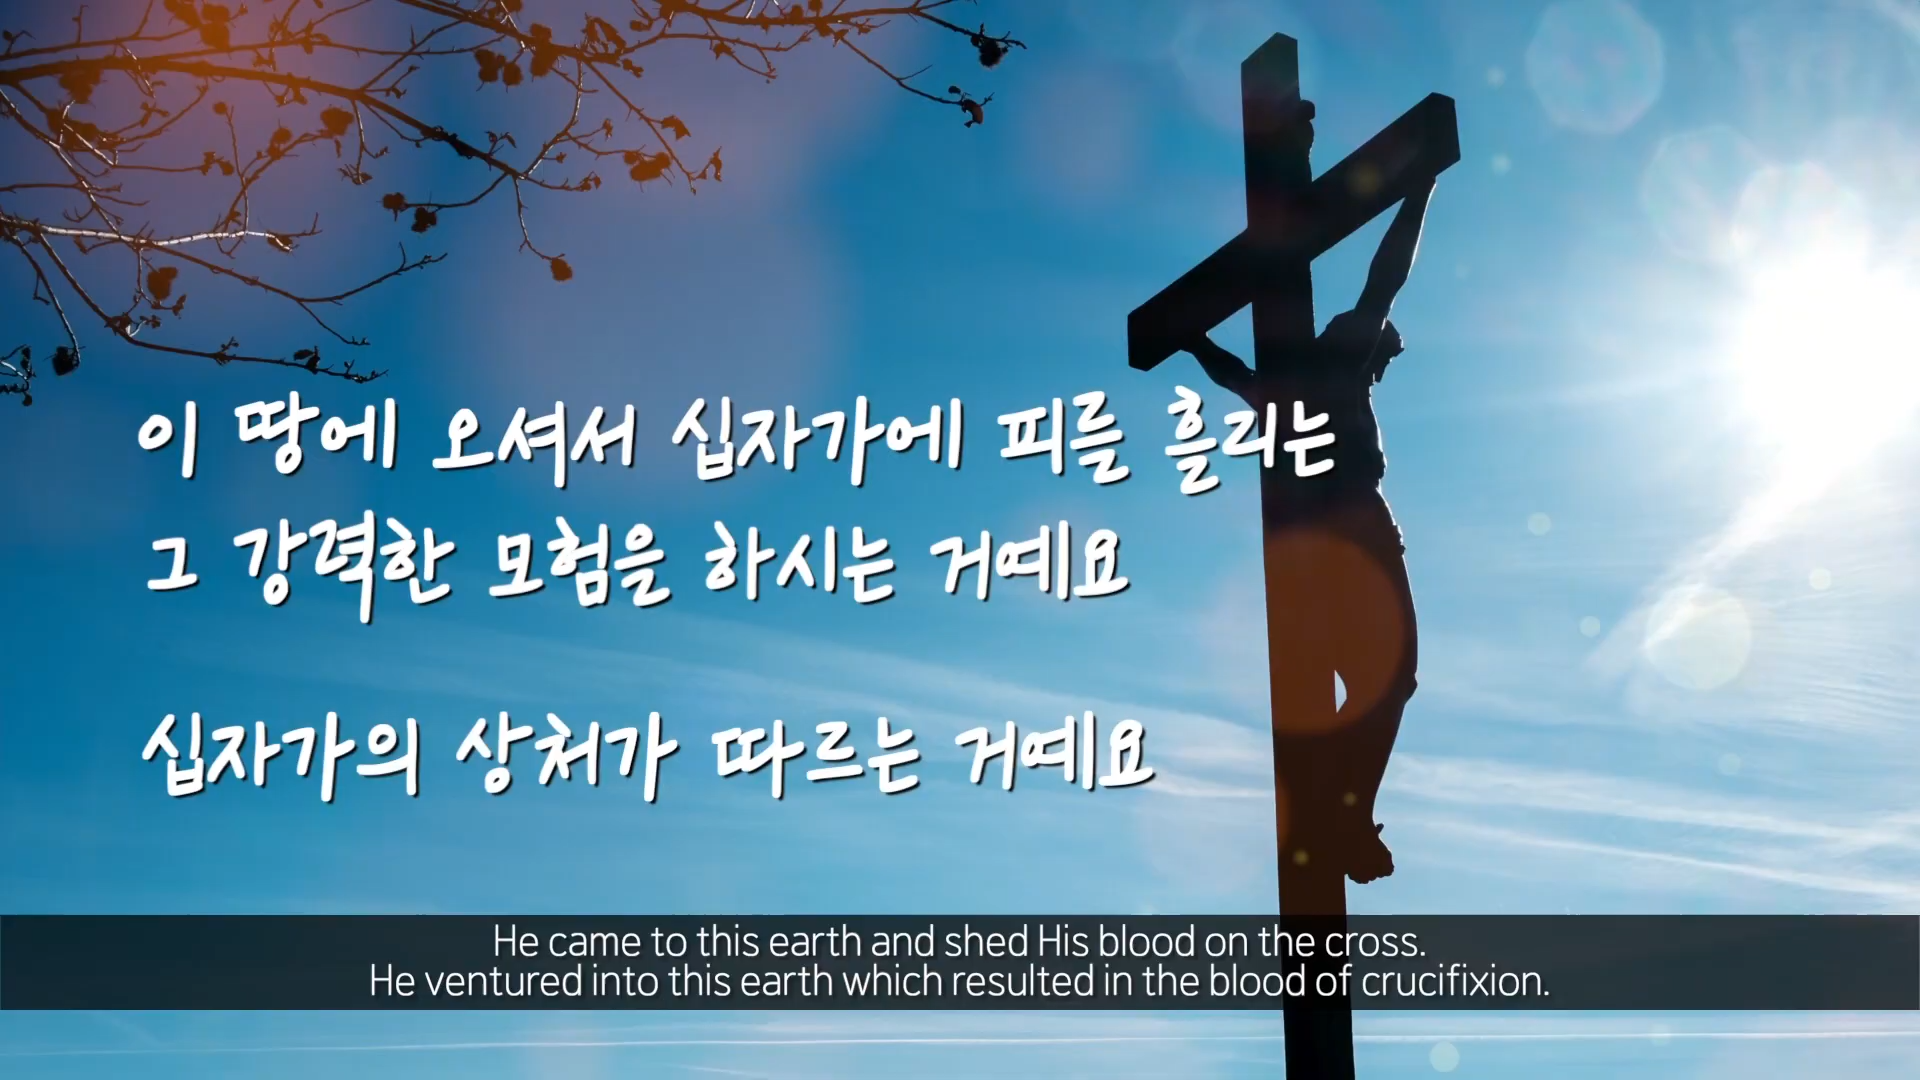 이 땅에 오셔서 십자가에 피를 흘리는
그 강력한 모험을 하시는 거예요
십자가의 상처가 따르는 거예요
He came to this earth and shed His blood on the cross.
He ventured into this earth which resulted in the blood of crucifixion.